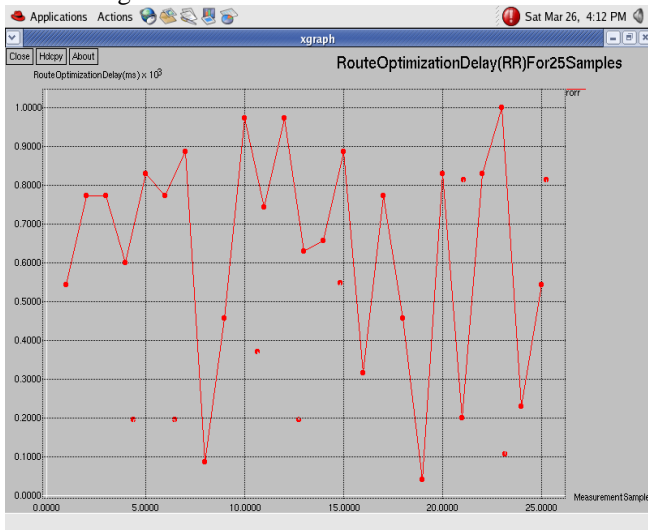 Applications Actions Sat Mar 26, 4:12 PM
xgraph
Close Hdcpy About
RouteOptimizationDelay(RR)For25Samples
RouteOptimizationDelay(ms) x 10³
rorr
1.0000
0.9000
0.8000
0.7000
0.6000
0.5000
0.4000
0.3000
0.2000
0.1000
0.0000
0.0000 5.0000 10.0000 15.0000 20.0000 25.0000
MeasurementSample